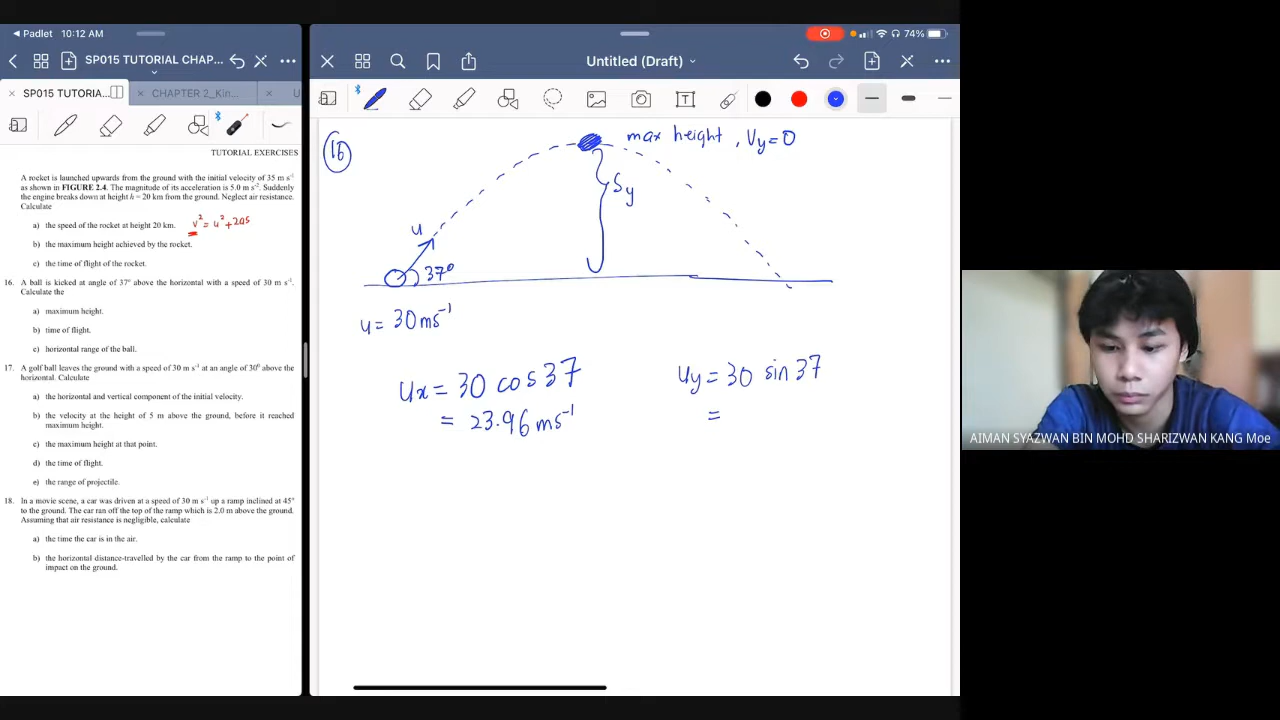 Padlet 10:12 AM
74%
SP015 TUTORIAL CHAP...
Untitled (Draft)
SP015 TUTORIA...
CHAPTER 2_Kin...
TUTORIAL EXERCISES
A rocket is launched upwards from the ground with the initial velocity of 35 m s⁻¹
as shown in FIGURE 2.4. The magnitude of its acceleration is 5.0 m s⁻². Suddenly
the engine breaks down at height h = 20 km from the ground. Neglect air resistance.
Calculate
a) the speed of the rocket at height 20 km. v² = u² + 2as
b) the maximum height achieved by the rocket.
c) the time of flight of the rocket.
16. A ball is kicked at angle of 37° above the horizontal with a speed of 30 m s⁻¹.
Calculate the
a) maximum height.
b) time of flight.
c) horizontal range of the ball.
17. A golf ball leaves the ground with a speed of 30 m s⁻¹ at an angle of 30⁰ above the
horizontal. Calculate
a) the horizontal and vertical component of the initial velocity.
b) the velocity at the height of 5 m above the ground, before it reached
maximum height.
c) the maximum height at that point.
d) the time of flight.
e) the range of projectile.
18. In a movie scene, a car was driven at a speed of 30 m s⁻¹ up a ramp inclined at 45°
to the ground. The car ran off the top of the ramp which is 2.0 m above the ground.
Assuming that air resistance is negligible, calculate
a) the time the car is in the air.
b) the horizontal distance-travelled by the car from the ramp to the point of
impact on the ground.
16
max height, Vy=0
Sy
u
37°
u = 30ms⁻¹
Ux = 30 cos 37
= 23.96 ms⁻¹
Uy = 30 sin 37
=
AIMAN SYAZWAN BIN MOHD SHARIZWAN KANG Moe